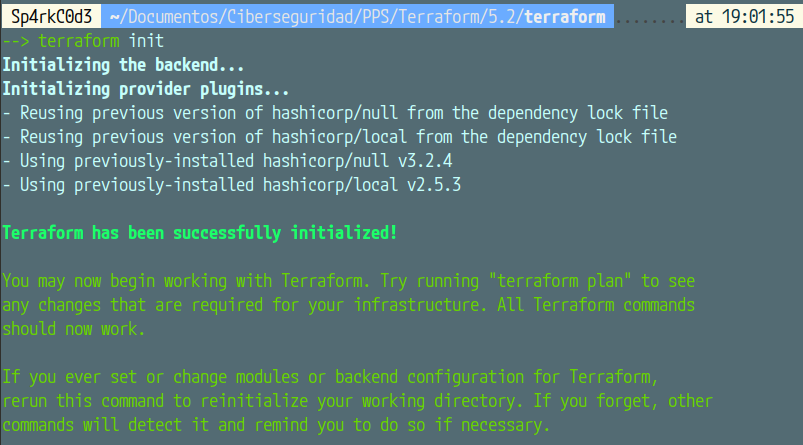 Sp4rkC0d3 ~/Documentos/Ciberseguridad/PPS/Terraform/5.2/terraform ........ at 19:01:55
--> terraform init
Initializing the backend...
Initializing provider plugins...
- Reusing previous version of hashicorp/null from the dependency lock file
- Reusing previous version of hashicorp/local from the dependency lock file
- Using previously-installed hashicorp/null v3.2.4
- Using previously-installed hashicorp/local v2.5.3
Terraform has been successfully initialized!
You may now begin working with Terraform. Try running "terraform plan" to see
any changes that are required for your infrastructure. All Terraform commands
should now work.
If you ever set or change modules or backend configuration for Terraform,
rerun this command to reinitialize your working directory. If you forget, other
commands will detect it and remind you to do so if necessary.